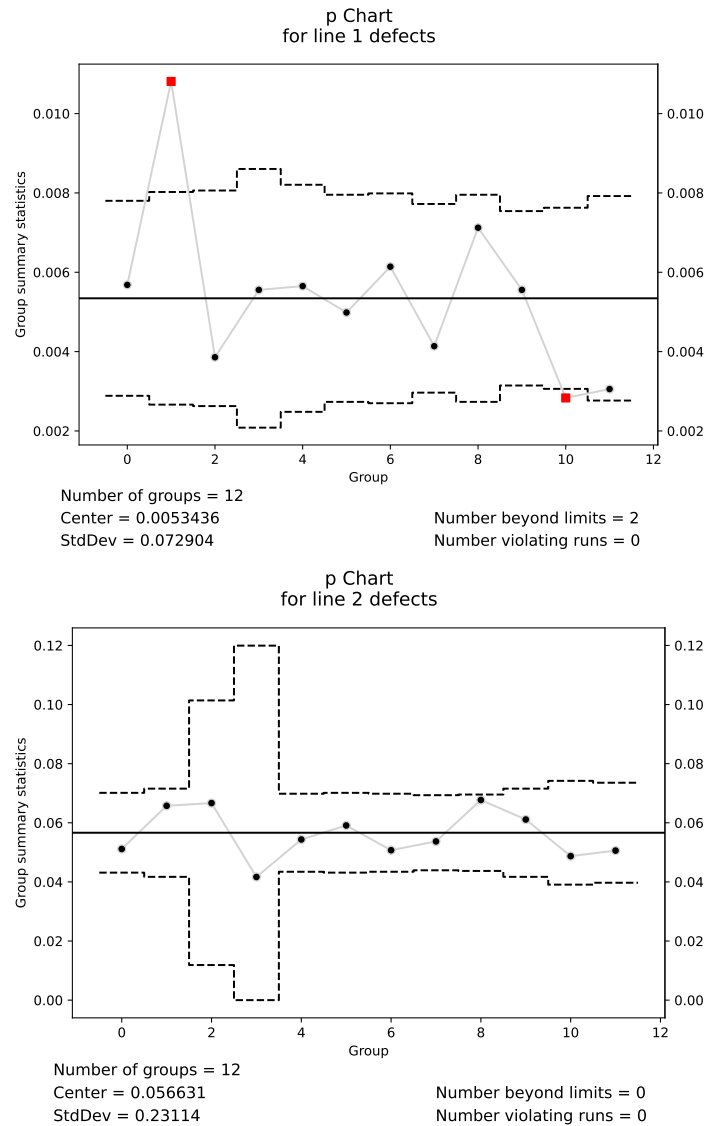 p Chart
for line 1 defects
0.010
0.008
0.006
0.004
0.002
Group summary statistics
0.010
0.008
0.006
0.004
0.002
0 2 4 6 8 10 12
Group
Number of groups = 12
Center = 0.0053436 Number beyond limits = 2
StdDev = 0.072904 Number violating runs = 0
p Chart
for line 2 defects
0.12
0.10
0.08
0.06
0.04
0.02
0.00
Group summary statistics
0.12
0.10
0.08
0.06
0.04
0.02
0.00
0 2 4 6 8 10 12
Group
Number of groups = 12
Center = 0.056631 Number beyond limits = 0
StdDev = 0.23114 Number violating runs = 0